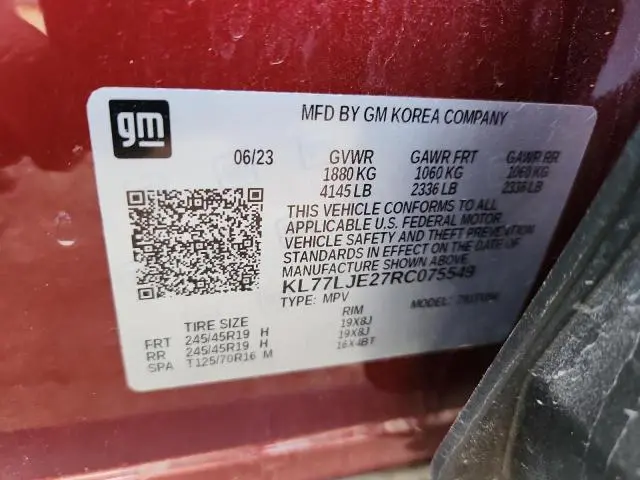 gm
MFD BY GM KOREA COMPANY
06/23 GVWR GAWR FRT GAWR RR
1880 KG 1060 KG 1060 KG
4145 LB 2336 LB 2336 LB
THIS VEHICLE CONFORMS TO ALL
APPLICABLE U.S. FEDERAL MOTOR
VEHICLE SAFETY AND THEFT PREVENTION
STANDARDS IN EFFECT ON THE DATE OF
MANUFACTURE SHOWN ABOVE
KL77LJE27RC075549
TYPE: MPV MODEL:
TIRE SIZE RIM
FRT 245/45R19 H 19X8J
RR 245/45R19 H 19X8J
SPA T125/70R16 M 16X4BT